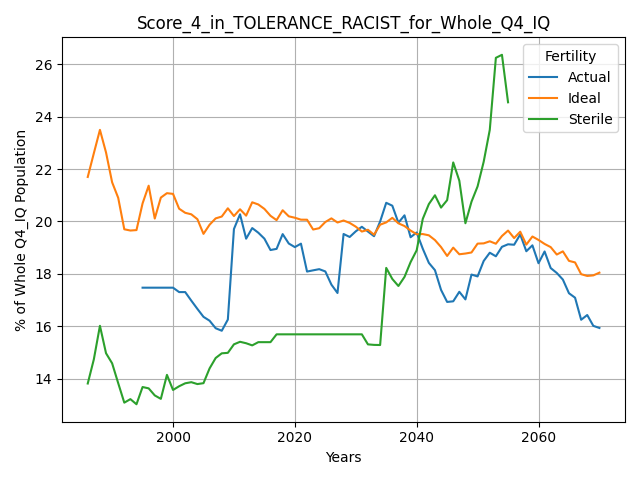 Score_4_in_TOLERANCE_RACIST_for_Whole_Q4_IQ
% of Whole Q4_IQ Population
26
24
22
20
18
16
14
Fertility
Actual
Ideal
Sterile
2000
2020
2040
2060
Years